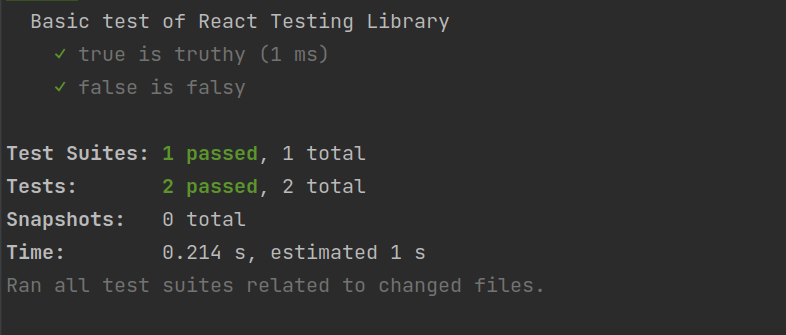 Basic test of React Testing Library
✓ true is truthy (1 ms)
✓ false is falsy
Test Suites: 1 passed, 1 total
Tests: 2 passed, 2 total
Snapshots: 0 total
Time: 0.214 s, estimated 1 s
Ran all test suites related to changed files.